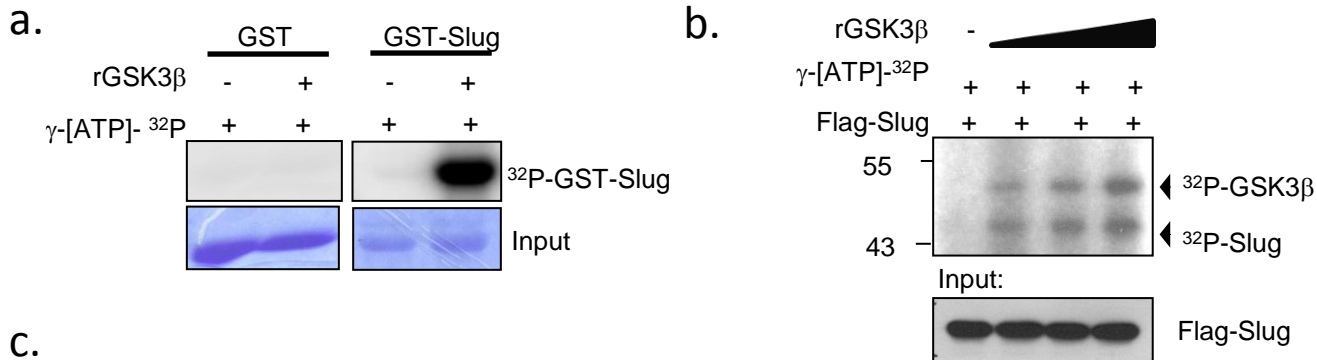 a.
GST GST-Slug
rGSK3β - + - +
γ-[ATP]- ³²P + + + +
³²P-GST-Slug
Input
b.
rGSK3β -
γ-[ATP]-³²P + + + +
Flag-Slug + + + +
55
³²P-GSK3β
43
³²P-Slug
Input:
Flag-Slug
c.